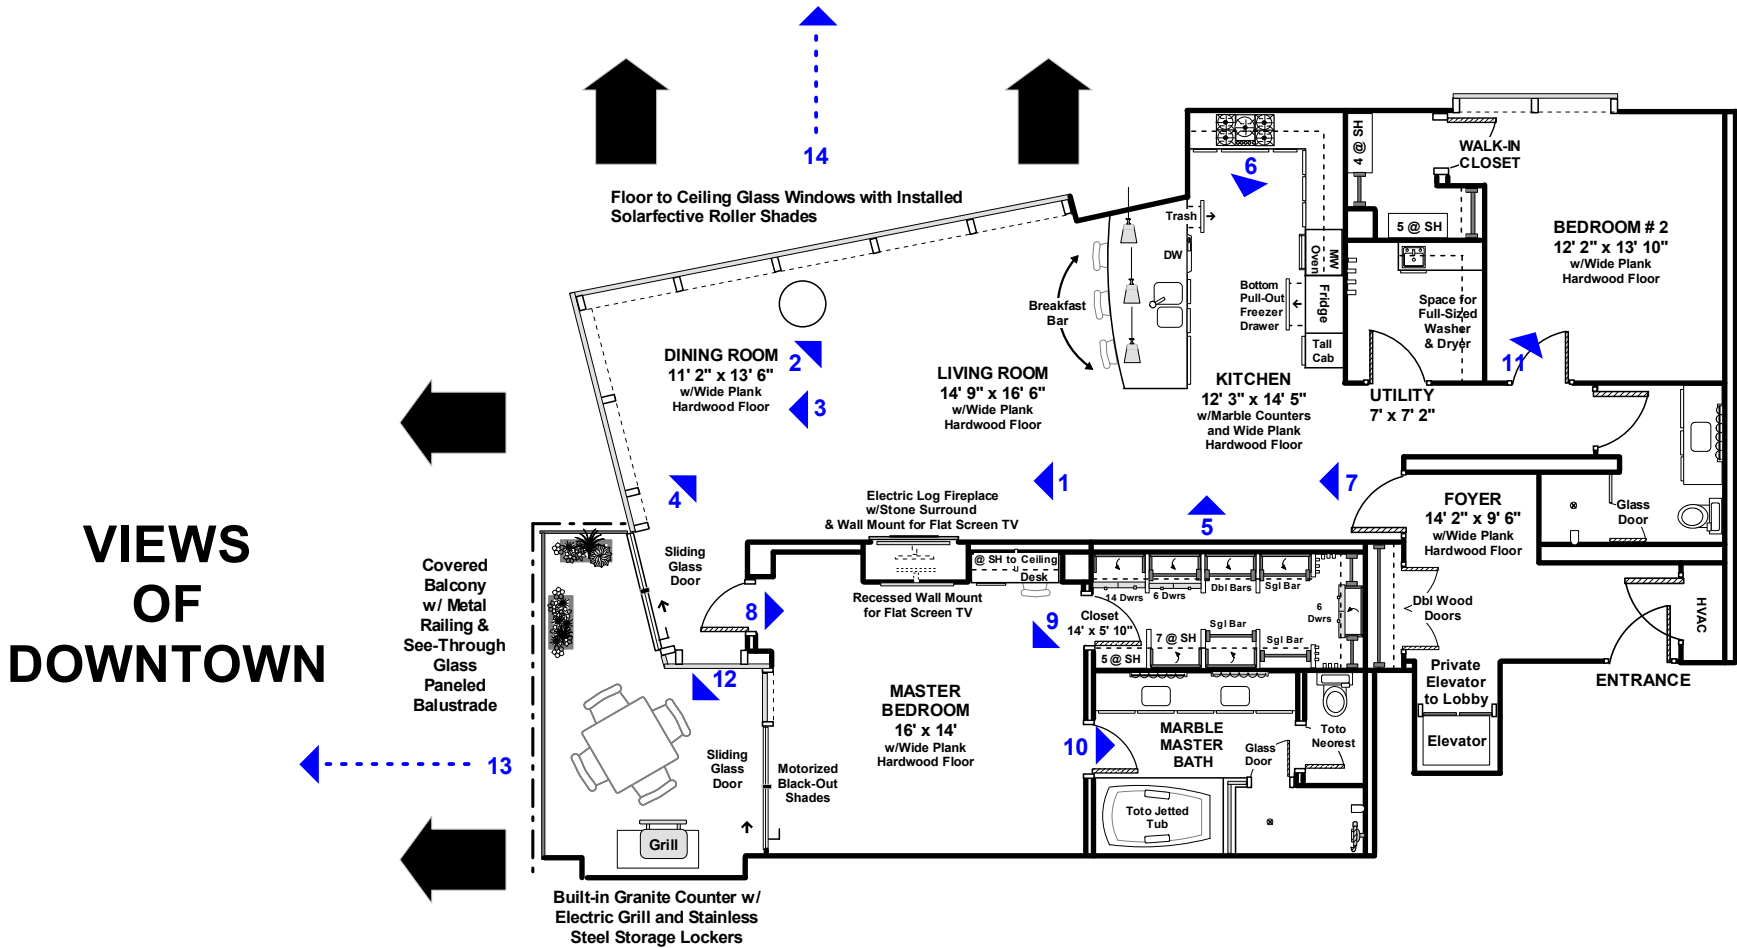 14
Floor to Ceiling Glass Windows with Installed
Solarfective Roller Shades
6
Trash
DW
MW
Oven
Bottom
Pull-Out
Freezer
Drawer
Fridge
Tall
Cab
Breakfast
Bar
4 @ SH
WALK-IN
CLOSET
5 @ SH
BEDROOM # 2
12' 2" x 13' 10"
w/Wide Plank
Hardwood Floor
Space for
Full-Sized
Washer
& Dryer
11
DINING ROOM
11' 2" x 13' 6"
w/Wide Plank
Hardwood Floor
2
3
4
LIVING ROOM
14' 9" x 16' 6"
w/Wide Plank
Hardwood Floor
KITCHEN
12' 3" x 14' 5"
w/Marble Counters
and Wide Plank
Hardwood Floor
UTILITY
7' x 7' 2"
1
7
5
Electric Log Fireplace
w/Stone Surround
& Wall Mount for Flat Screen TV
FOYER
14' 2" x 9' 6"
w/Wide Plank
Hardwood Floor
Glass
Door
VIEWS
OF
DOWNTOWN
Covered
Balcony
w/ Metal
Railing &
See-Through
Glass
Paneled
Balustrade
Sliding
Glass
Door
8
@ SH to Ceiling
Desk
Recessed Wall Mount
for Flat Screen TV
9
Closet
14' x 5' 10"
14 Dwrs
6 Dwrs
Dbl Bars
Sgl Bar
6
Dwrs
Sgl Bar
7 @ SH
Sgl Bar
5 @ SH
Dbl Wood
Doors
HVAC
Private
Elevator
to Lobby
ENTRANCE
Elevator
12
MASTER
BEDROOM
16' x 14'
w/Wide Plank
Hardwood Floor
10
MARBLE
MASTER
BATH
Toto
Neorest
Glass
Door
Toto Jetted
Tub
13
Sliding
Glass
Door
Motorized
Black-Out
Shades
Grill
Built-in Granite Counter w/
Electric Grill and Stainless
Steel Storage Lockers